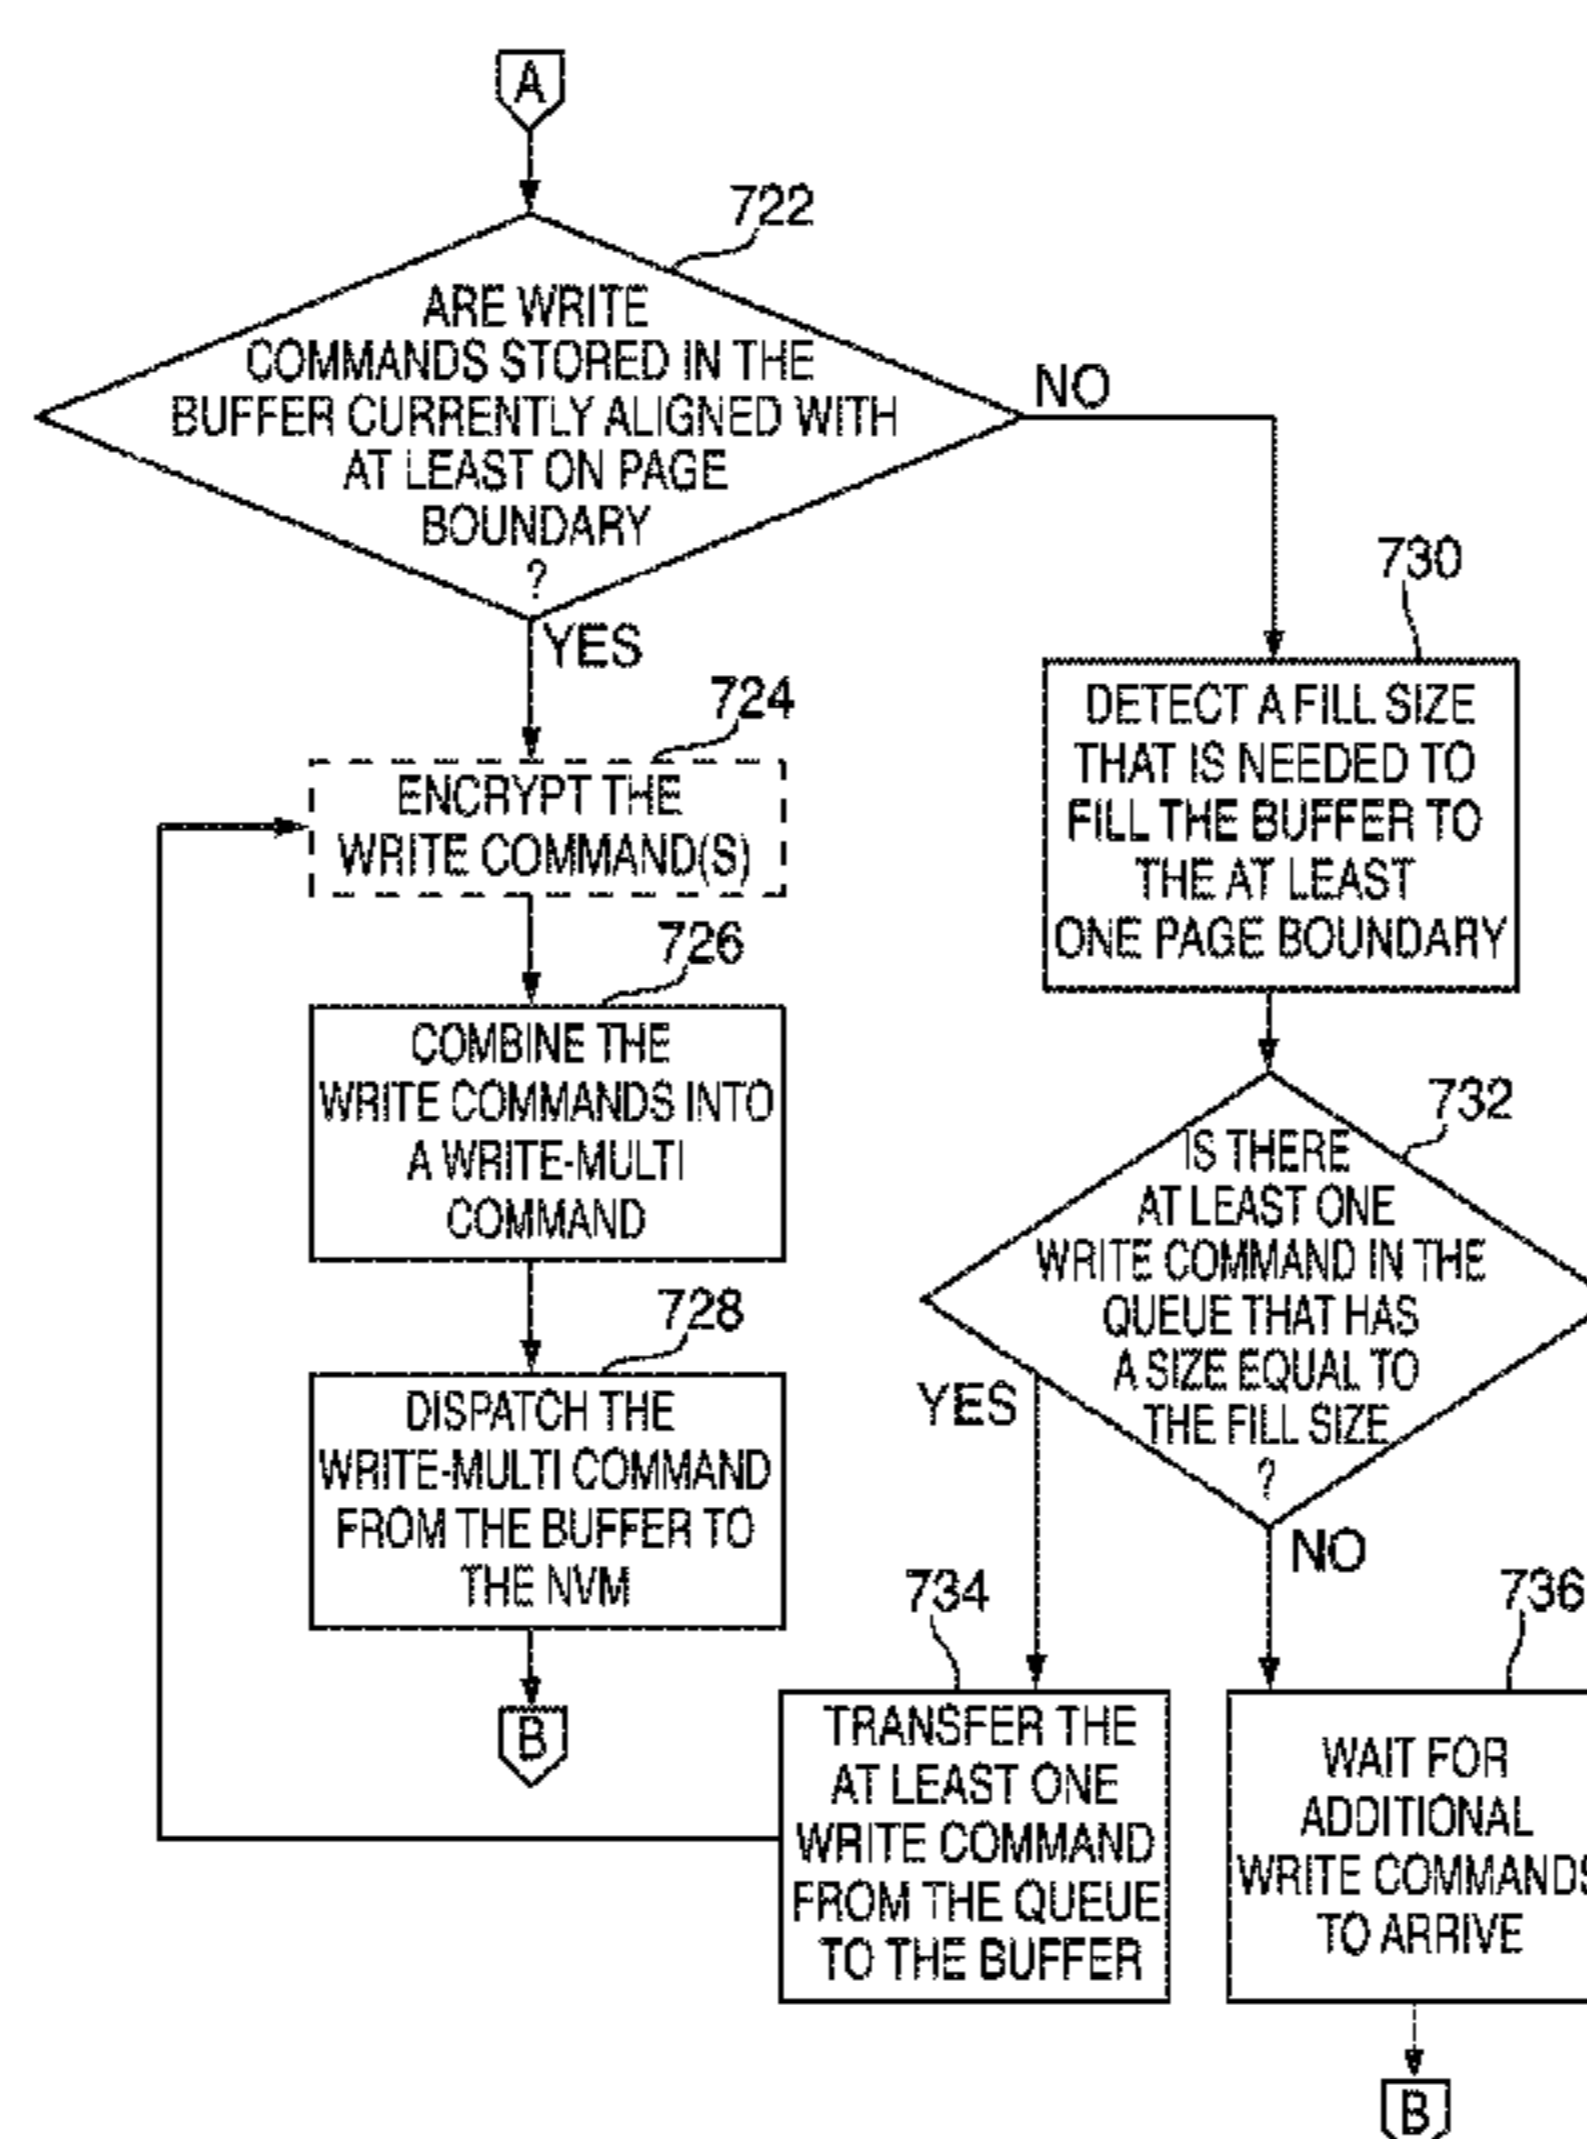 A
722
ARE WRITE
COMMANDS STORED IN THE
BUFFER CURRENTLY ALIGNED WITH
AT LEAST ON PAGE
BOUNDARY
?
NO
YES
724
ENCRYPT THE
WRITE COMMAND(S)
726
COMBINE THE
WRITE COMMANDS INTO
A WRITE-MULTI
COMMAND
728
DISPATCH THE
WRITE-MULTI COMMAND
FROM THE BUFFER TO
THE NVM
B
730
DETECT A FILL SIZE
THAT IS NEEDED TO
FILL THE BUFFER TO
THE AT LEAST
ONE PAGE BOUNDARY
732
IS THERE
AT LEAST ONE
WRITE COMMAND IN THE
QUEUE THAT HAS
A SIZE EQUAL TO
THE FILL SIZE
?
YES
NO
734
TRANSFER THE
AT LEAST ONE
WRITE COMMAND
FROM THE QUEUE
TO THE BUFFER
736
WAIT FOR
ADDITIONAL
WRITE COMMANDS
TO ARRIVE
B